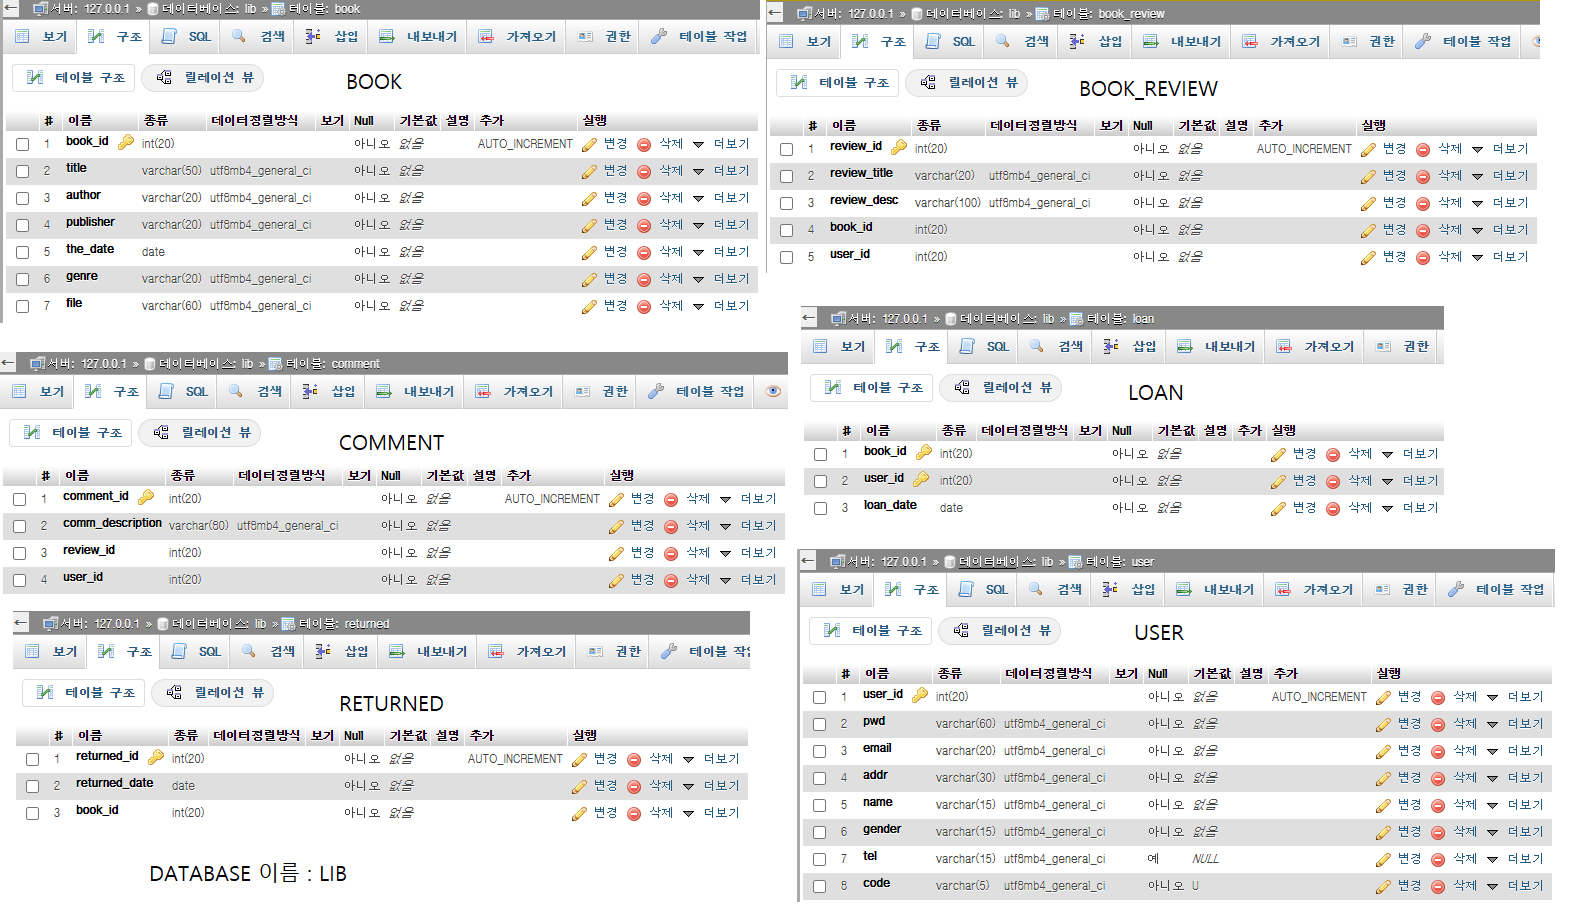 서버: 127.0.0.1 » 데이터베이스: lib » 테이블: book
보기 구조 SQL 검색 삽입 내보내기 가져오기 권한 테이블 작업
테이블 구조 릴레이션 뷰
BOOK
# 이름 종류 데이터정렬방식 보기 Null 기본값 설명 추가 실행
1 book_id int(20) 아니오 없음 AUTO_INCREMENT 변경 삭제 더보기
2 title varchar(50) utf8mb4_general_ci 아니오 없음 변경 삭제 더보기
3 author varchar(20) utf8mb4_general_ci 아니오 없음 변경 삭제 더보기
4 publisher varchar(20) utf8mb4_general_ci 아니오 없음 변경 삭제 더보기
5 the_date date 아니오 없음 변경 삭제 더보기
6 genre varchar(20) utf8mb4_general_ci 아니오 없음 변경 삭제 더보기
7 file varchar(60) utf8mb4_general_ci 아니오 없음 변경 삭제 더보기
서버: 127.0.0.1 » 데이터베이스: lib » 테이블: book_review
보기 구조 SQL 검색 삽입 내보내기 가져오기 권한 테이블 작업
테이블 구조 릴레이션 뷰
BOOK_REVIEW
# 이름 종류 데이터정렬방식 보기 Null 기본값 설명 추가 실행
1 review_id int(20) 아니오 없음 AUTO_INCREMENT 변경 삭제 더보기
2 review_title varchar(20) utf8mb4_general_ci 아니오 없음 변경 삭제 더보기
3 review_desc varchar(100) utf8mb4_general_ci 아니오 없음 변경 삭제 더보기
4 book_id int(20) 아니오 없음 변경 삭제 더보기
5 user_id int(20) 아니오 없음 변경 삭제 더보기
서버: 127.0.0.1 » 데이터베이스: lib » 테이블: comment
보기 구조 SQL 검색 삽입 내보내기 가져오기 권한 테이블 작업
테이블 구조 릴레이션 뷰
COMMENT
# 이름 종류 데이터정렬방식 보기 Null 기본값 설명 추가 실행
1 comment_id int(20) 아니오 없음 AUTO_INCREMENT 변경 삭제 더보기
2 comm_description varchar(80) utf8mb4_general_ci 아니오 없음 변경 삭제 더보기
3 review_id int(20) 아니오 없음 변경 삭제 더보기
4 user_id int(20) 아니오 없음 변경 삭제 더보기
서버: 127.0.0.1 » 데이터베이스: lib » 테이블: loan
보기 구조 SQL 검색 삽입 내보내기 가져오기 권한
테이블 구조 릴레이션 뷰
LOAN
# 이름 종류 데이터정렬방식 보기 Null 기본값 설명 추가 실행
1 book_id int(20) 아니오 없음 변경 삭제 더보기
2 user_id int(20) 아니오 없음 변경 삭제 더보기
3 loan_date date 아니오 없음 변경 삭제 더보기
서버: 127.0.0.1 » 데이터베이스: lib » 테이블: returned
보기 구조 SQL 검색 삽입 내보내기 가져오기 권한 테이블
테이블 구조 릴레이션 뷰
RETURNED
# 이름 종류 데이터정렬방식 보기 Null 기본값 설명 추가 실행
1 returned_id int(20) 아니오 없음 AUTO_INCREMENT 변경 삭제 더보기
2 returned_date date 아니오 없음 변경 삭제 더보기
3 book_id int(20) 아니오 없음 변경 삭제 더보기
서버: 127.0.0.1 » 데이터베이스: lib » 테이블: user
보기 구조 SQL 검색 삽입 내보내기 가져오기 권한 테이블 작업
테이블 구조 릴레이션 뷰
USER
# 이름 종류 데이터정렬방식 보기 Null 기본값 설명 추가 실행
1 user_id int(20) 아니오 없음 AUTO_INCREMENT 변경 삭제 더보기
2 pwd varchar(60) utf8mb4_general_ci 아니오 없음 변경 삭제 더보기
3 email varchar(20) utf8mb4_general_ci 아니오 없음 변경 삭제 더보기
4 addr varchar(30) utf8mb4_general_ci 아니오 없음 변경 삭제 더보기
5 name varchar(15) utf8mb4_general_ci 아니오 없음 변경 삭제 더보기
6 gender varchar(15) utf8mb4_general_ci 아니오 없음 변경 삭제 더보기
7 tel varchar(15) utf8mb4_general_ci 예 NULL 변경 삭제 더보기
8 code varchar(5) utf8mb4_general_ci 아니오 U 변경 삭제 더보기
DATABASE 이름 : LIB